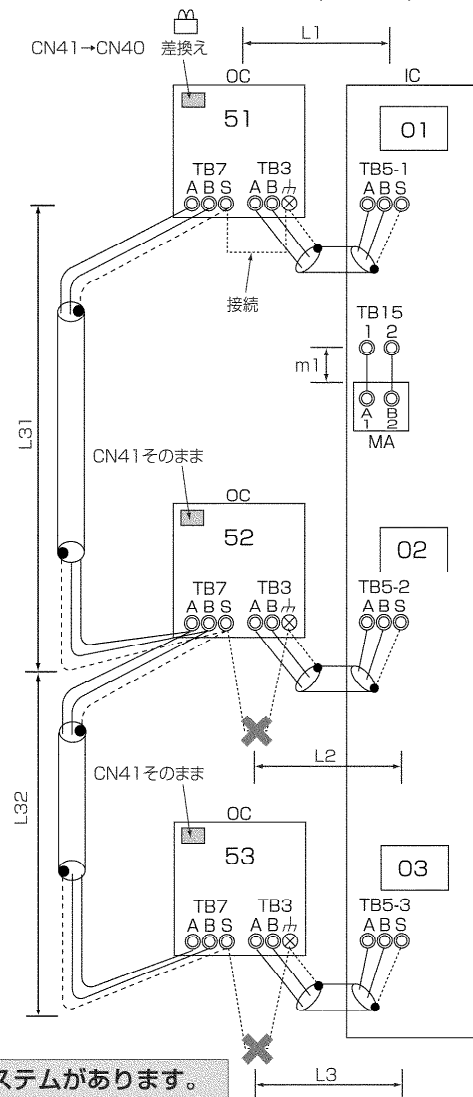 L1
CN41→CN40 差換え
OC
IC
51
01
TB7 TB3
A B S A B
TB5-1
A B S
接続
TB15
1 2
m1
A B
1 2
MA
L31
CN41そのまま
OC
52
02
TB7 TB3
A B S A B
TB5-2
A B S
L2
L32
CN41そのまま
OC
53
03
TB7 TB3
A B S A B
TB5-3
A B S
ステムがあります。
L3